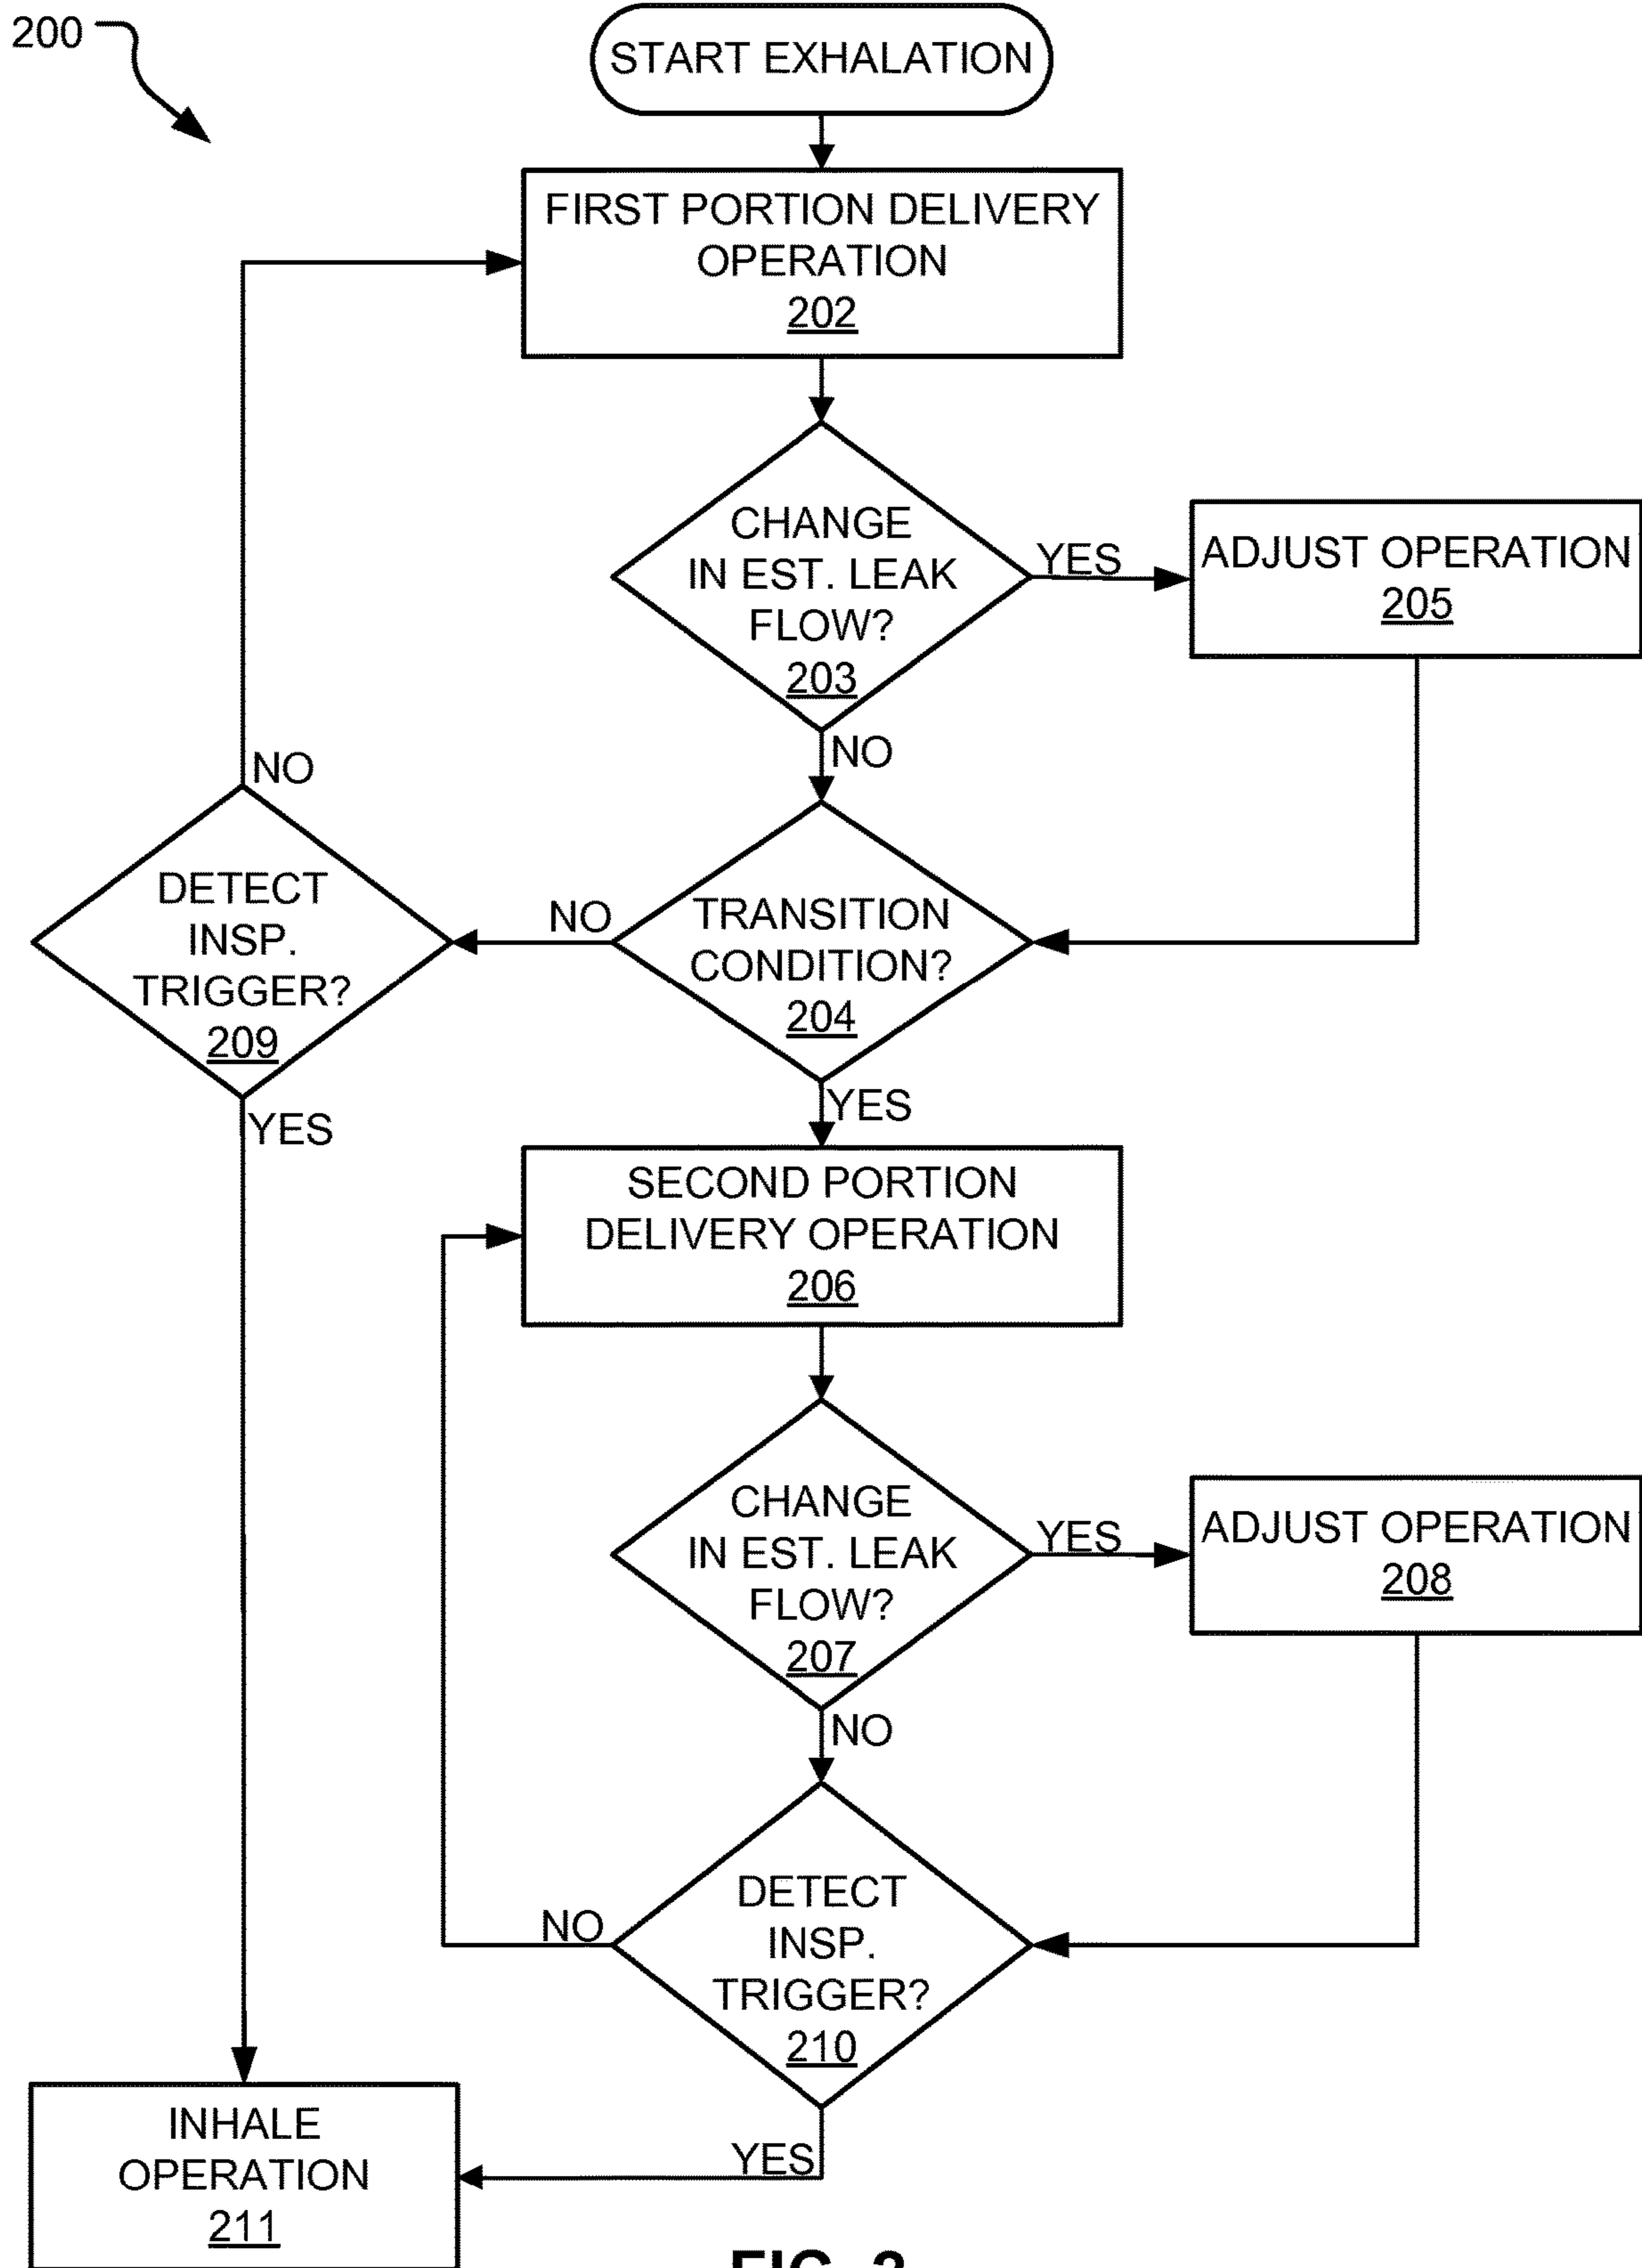 200
START EXHALATION
FIRST PORTION DELIVERY
OPERATION
202
CHANGE
IN EST. LEAK
FLOW?
203
YES
ADJUST OPERATION
205
NO
NO
DETECT
INSP.
TRIGGER?
209
NO
TRANSITION
CONDITION?
204
YES
YES
SECOND PORTION
DELIVERY OPERATION
206
CHANGE
IN EST. LEAK
FLOW?
207
YES
ADJUST OPERATION
208
NO
DETECT
INSP.
TRIGGER?
210
NO
YES
INHALE
OPERATION
211
FIG. 2